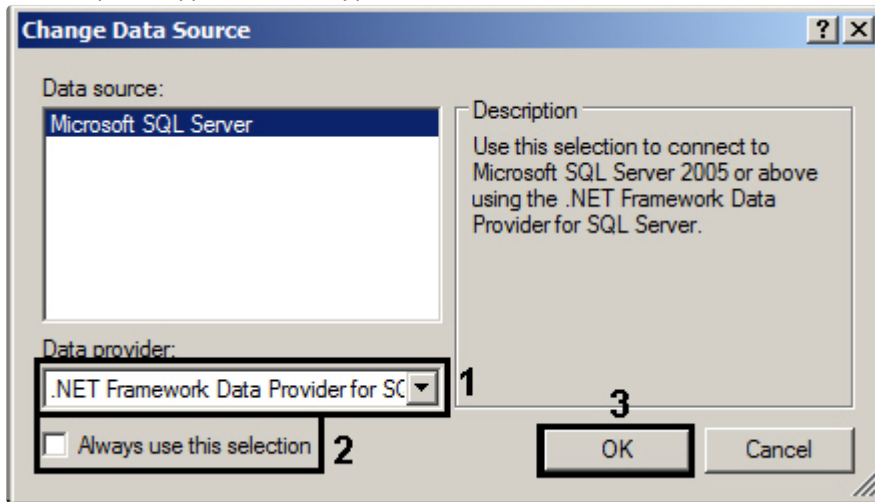 Change Data Source
? X
Data source:
Microsoft SQL Server
Description
Use this selection to connect to
Microsoft SQL Server 2005 or above
using the .NET Framework Data
Provider for SQL Server.
Data provider:
.NET Framework Data Provider for SQ
1
Always use this selection
2
3
OK
Cancel